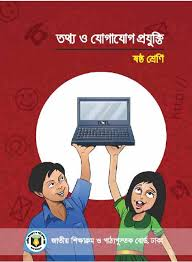 তথ্য ও যোগাযোগ প্রযুক্তি
ষষ্ঠ শ্রেণি
জাতীয় শিক্ষাক্রম ও পাঠ্যপুস্তক বোর্ড, ঢাকা